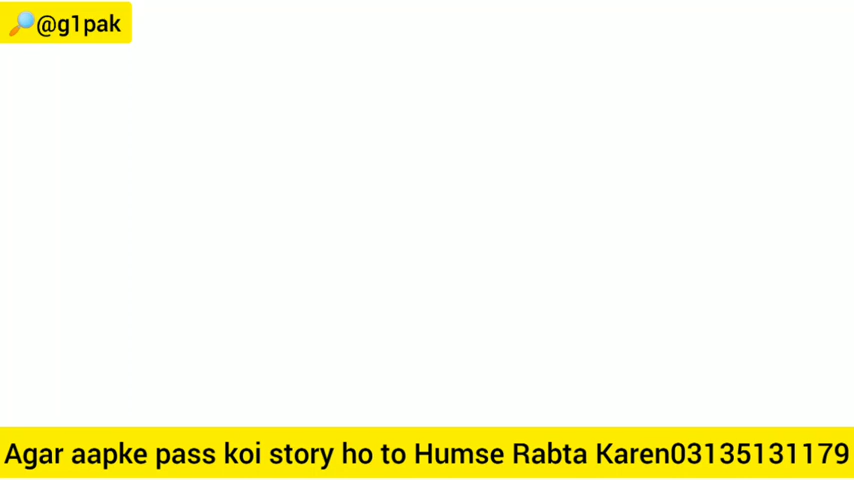 🔎@g1pak
Agar aapke pass koi story ho to Humse Rabta Karen03135131179